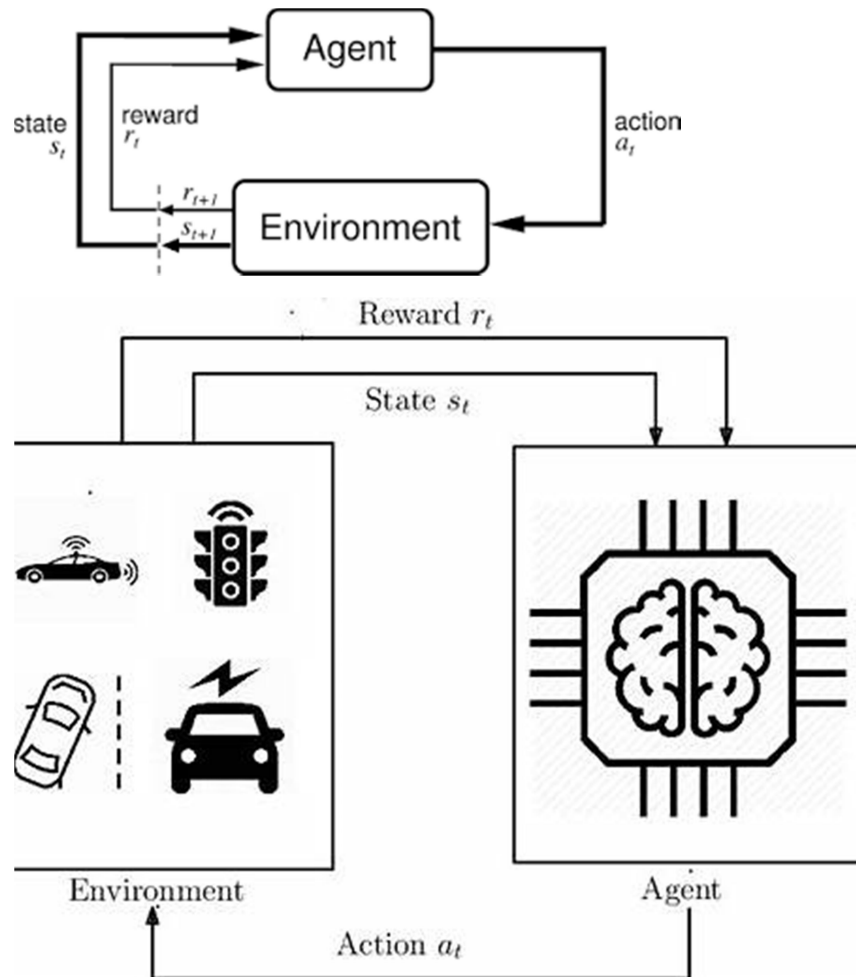 Agent
state
s_t
reward
r_t
action
a_t
r_{t+1}
s_{t+1}
Environment
Reward r_t
State s_t
Environment
Agent
Action a_t